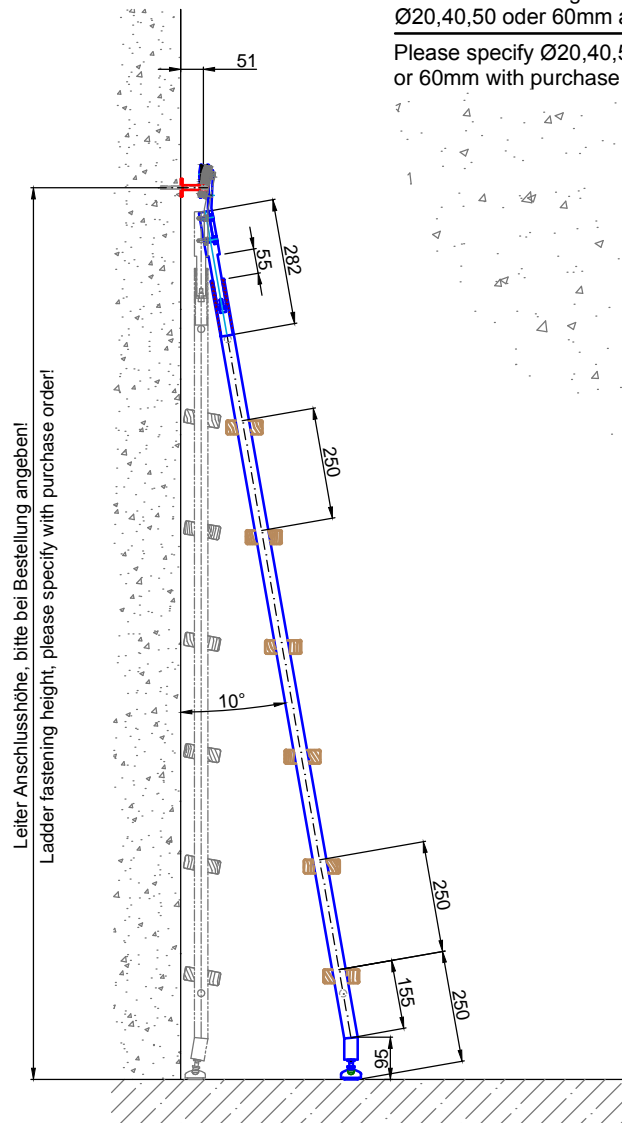 Ø20,40,50 oder 60mm a
Please specify Ø20,40,5
or 60mm with purchase
51
282
55
250
10°
250
250
155
95
Leiter Anschlusshöhe, bitte bei Bestellung angeben!
Ladder fastening height, please specify with purchase order!